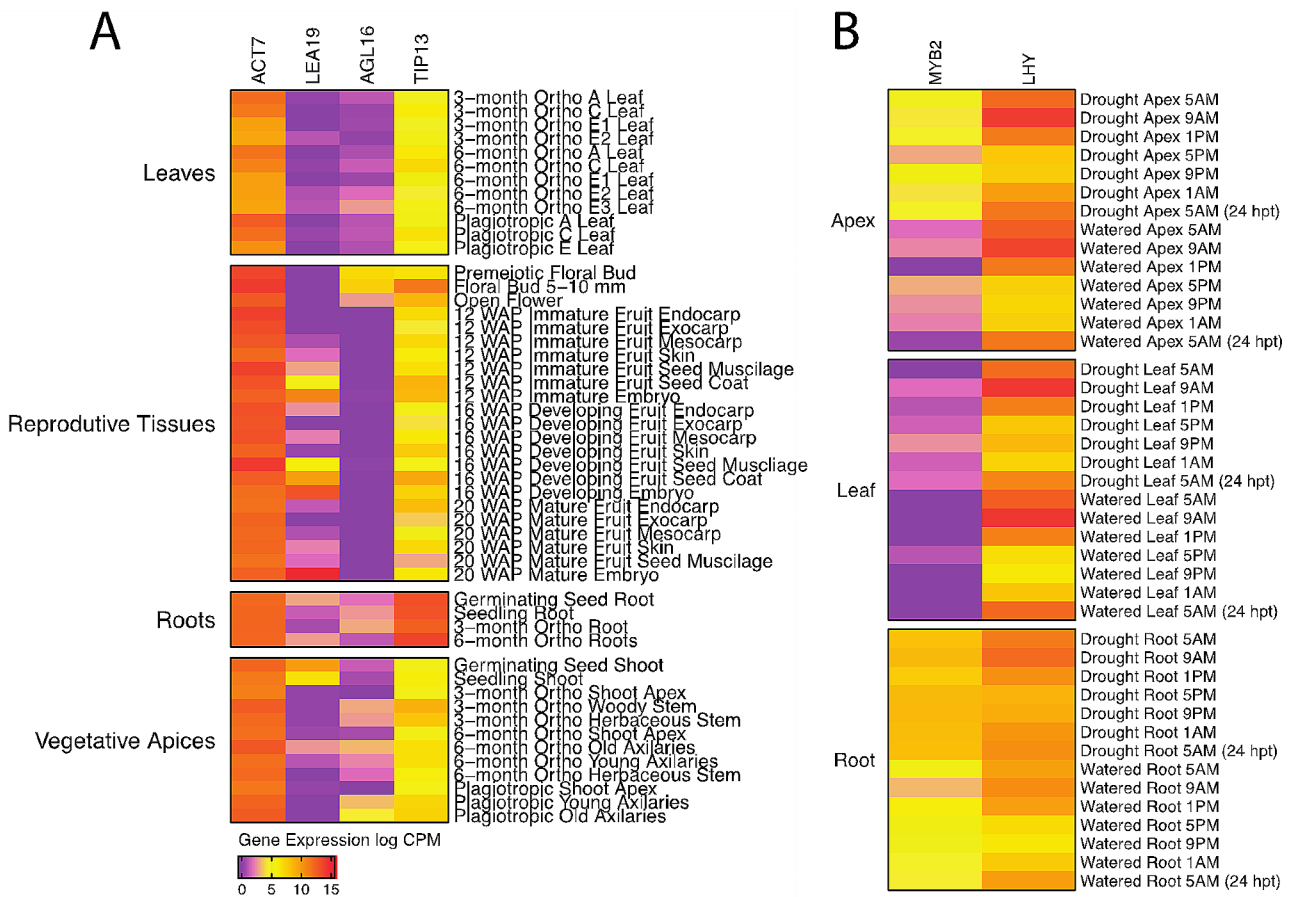 A
ACT7
LEA19
AGL16
TIP13
Leaves
3-month Ortho A Leaf
3-month Ortho C Leaf
3-month Ortho E1 Leaf
3-month Ortho E2 Leaf
6-month Ortho A Leaf
6-month Ortho C Leaf
6-month Ortho E1 Leaf
6-month Ortho E2 Leaf
6-month Ortho E3 Leaf
Plagiotropic A Leaf
Plagiotropic C Leaf
Plagiotropic E Leaf
Reprodutive Tissues
Premeiotic Floral Bud
Floral Bud 5-10 mm
Open Flower
12 WAP Immature Fruit Endocarp
12 WAP Immature Fruit Exocarp
12 WAP Immature Fruit Mesocarp
12 WAP Immature Fruit Skin
12 WAP Immature Fruit Seed Muscilage
12 WAP Immature Fruit Seed Coat
12 WAP Immature Embryo
16 WAP Developing Fruit Endocarp
16 WAP Developing Fruit Exocarp
16 WAP Developing Fruit Mesocarp
16 WAP Developing Fruit Skin
16 WAP Developing Fruit Seed Muscliage
16 WAP Developing Fruit Seed Coat
16 WAP Developing Embryo
20 WAP Mature Fruit Endocarp
20 WAP Mature Fruit Exocarp
20 WAP Mature Fruit Mesocarp
20 WAP Mature Fruit Skin
20 WAP Mature Fruit Seed Muscilage
20 WAP Mature Embryo
Roots
Germinating Seed Root
Seedling Root
3-month Ortho Root
6-month Ortho Roots
Vegetative Apices
Germinating Seed Shoot
Seedling Shoot
3-month Ortho Shoot Apex
3-month Ortho Woody Stem
3-month Ortho Herbaceous Stem
6-month Ortho Shoot Apex
6-month Ortho Old Axilaries
6-month Ortho Young Axilaries
6-month Ortho Herbaceous Stem
Plagiotropic Shoot Apex
Plagiotropic Young Axilaries
Plagiotropic Old Axilaries
Gene Expression log CPM
0 5 10 15
B
MYB2
LHY
Apex
Drought Apex 5AM
Drought Apex 9AM
Drought Apex 1PM
Drought Apex 5PM
Drought Apex 9PM
Drought Apex 1AM
Drought Apex 5AM (24 hpt)
Watered Apex 5AM
Watered Apex 9AM
Watered Apex 1PM
Watered Apex 5PM
Watered Apex 9PM
Watered Apex 1AM
Watered Apex 5AM (24 hpt)
Leaf
Drought Leaf 5AM
Drought Leaf 9AM
Drought Leaf 1PM
Drought Leaf 5PM
Drought Leaf 9PM
Drought Leaf 1AM
Drought Leaf 5AM (24 hpt)
Watered Leaf 5AM
Watered Leaf 9AM
Watered Leaf 1PM
Watered Leaf 5PM
Watered Leaf 9PM
Watered Leaf 1AM
Watered Leaf 5AM (24 hpt)
Root
Drought Root 5AM
Drought Root 9AM
Drought Root 1PM
Drought Root 5PM
Drought Root 9PM
Drought Root 1AM
Drought Root 5AM (24 hpt)
Watered Root 5AM
Watered Root 9AM
Watered Root 1PM
Watered Root 5PM
Watered Root 9PM
Watered Root 1AM
Watered Root 5AM (24 hpt)